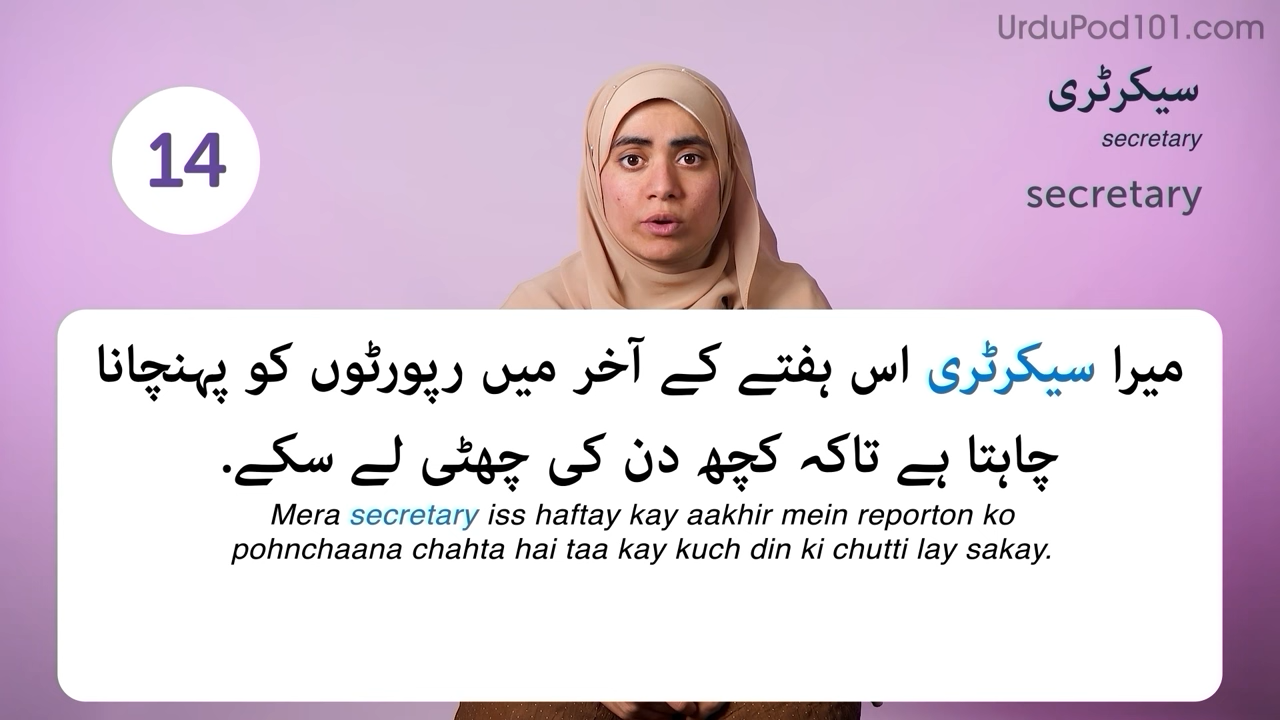 UrduPod101.com
14
سیکرٹری
secretary
secretary
میرا سیکرٹری اس ہفتے کے آخر میں رپورٹوں کو پہنچانا
چاہتا ہے تاکہ کچھ دن کی چھٹی لے سکے.
Mera secretary iss haftay kay aakhir mein reporton ko
pohnchaana chahta hai taa kay kuch din ki chutti lay sakay.